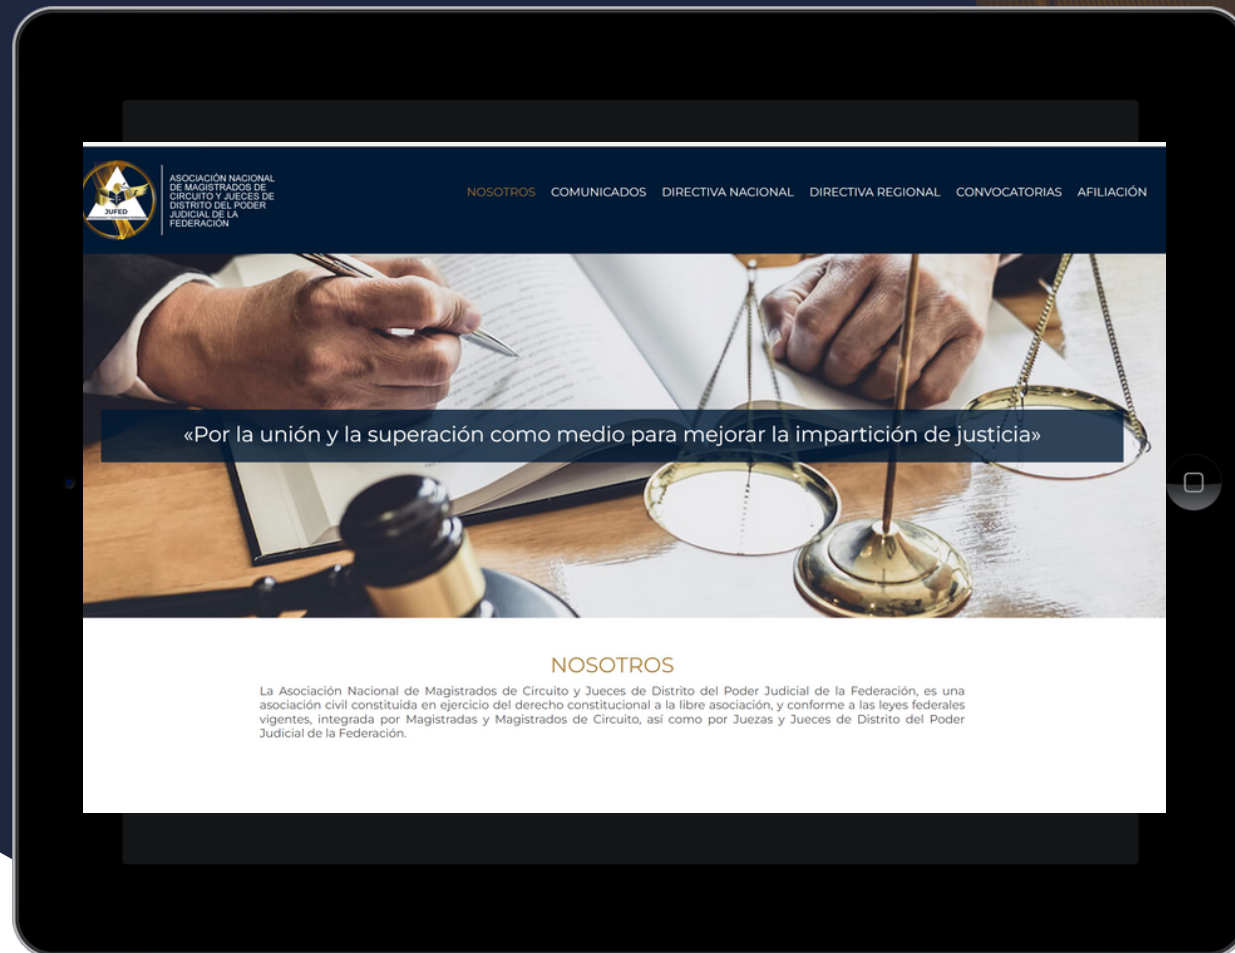 JUFED
ASOCIACIÓN NACIONAL
DE MAGISTRADOS DE
CIRCUITO Y JUECES DE
DISTRITO DEL PODER
JUDICIAL DE LA
FEDERACIÓN
NOSOTROS COMUNICADOS DIRECTIVA NACIONAL DIRECTIVA REGIONAL CONVOCATORIAS AFILIACIÓN
«Por la unión y la superación como medio para mejorar la impartición de justicia»
NOSOTROS
La Asociación Nacional de Magistrados de Circuito y Jueces de Distrito del Poder Judicial de la Federación, es una
asociación civil constituida en ejercicio del derecho constitucional a la libre asociación, y conforme a las leyes federales
vigentes, integrada por Magistradas y Magistrados de Circuito, así como por Juezas y Jueces de Distrito del Poder
Judicial de la Federación.